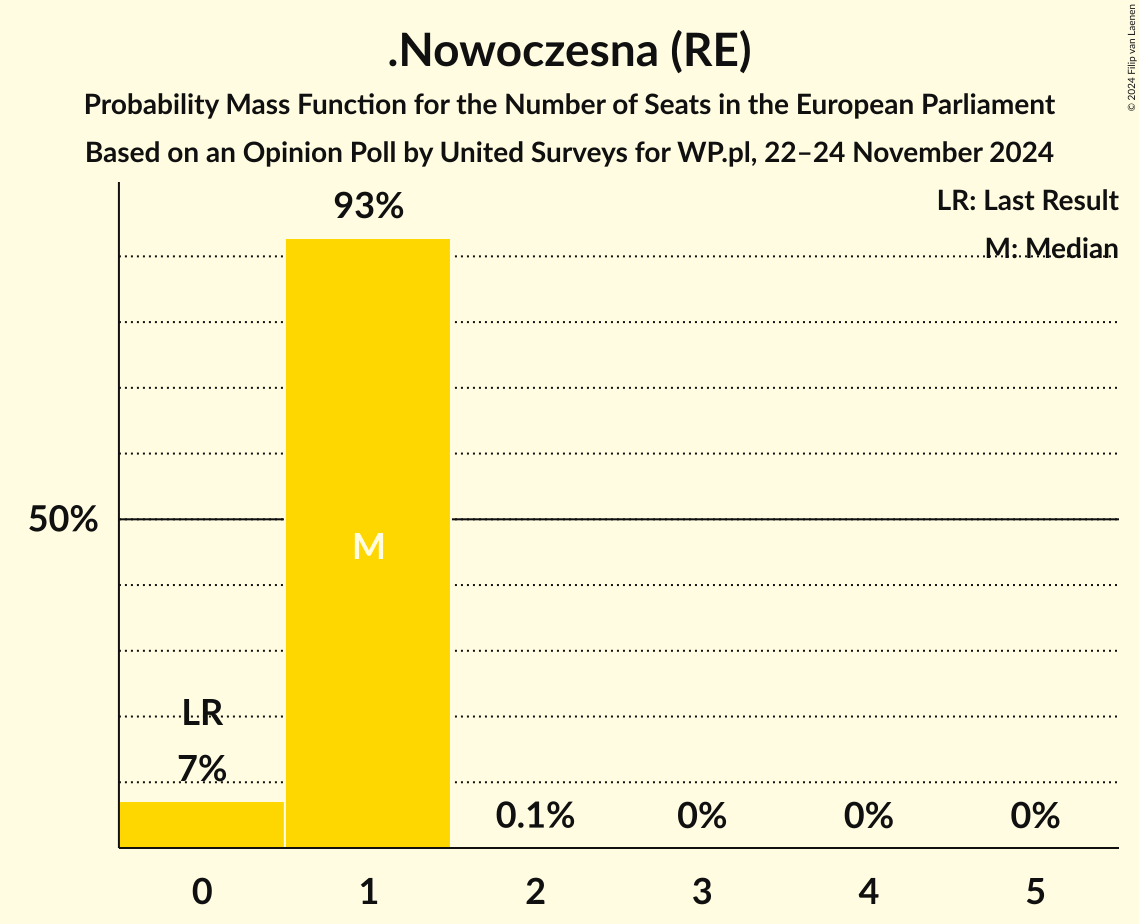 .Nowoczesna (RE)
Probability Mass Function for the Number of Seats in the European Parliament
Based on an Opinion Poll by United Surveys for WP.pl, 22–24 November 2024
© 2024 Filip van Laenen
LR: Last Result
M: Median
93%
50%
M
LR
7%
0.1%
0%
0%
0%
0
1
2
3
4
5